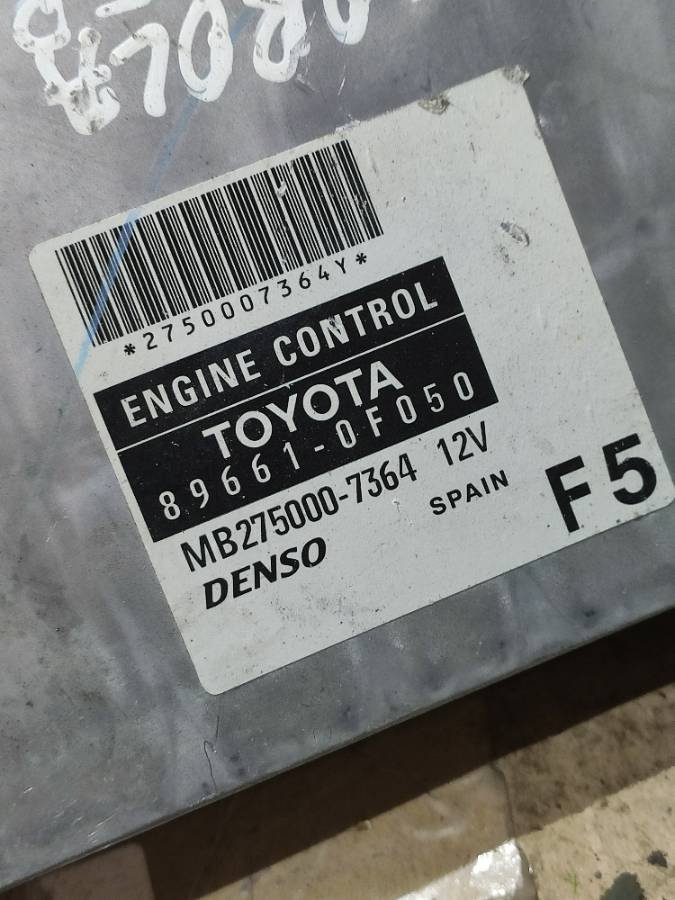 *2750007364Y*
ENGINE CONTROL
TOYOTA
89661-0F050
MB275000-7364 12V
DENSO
SPAIN
F5